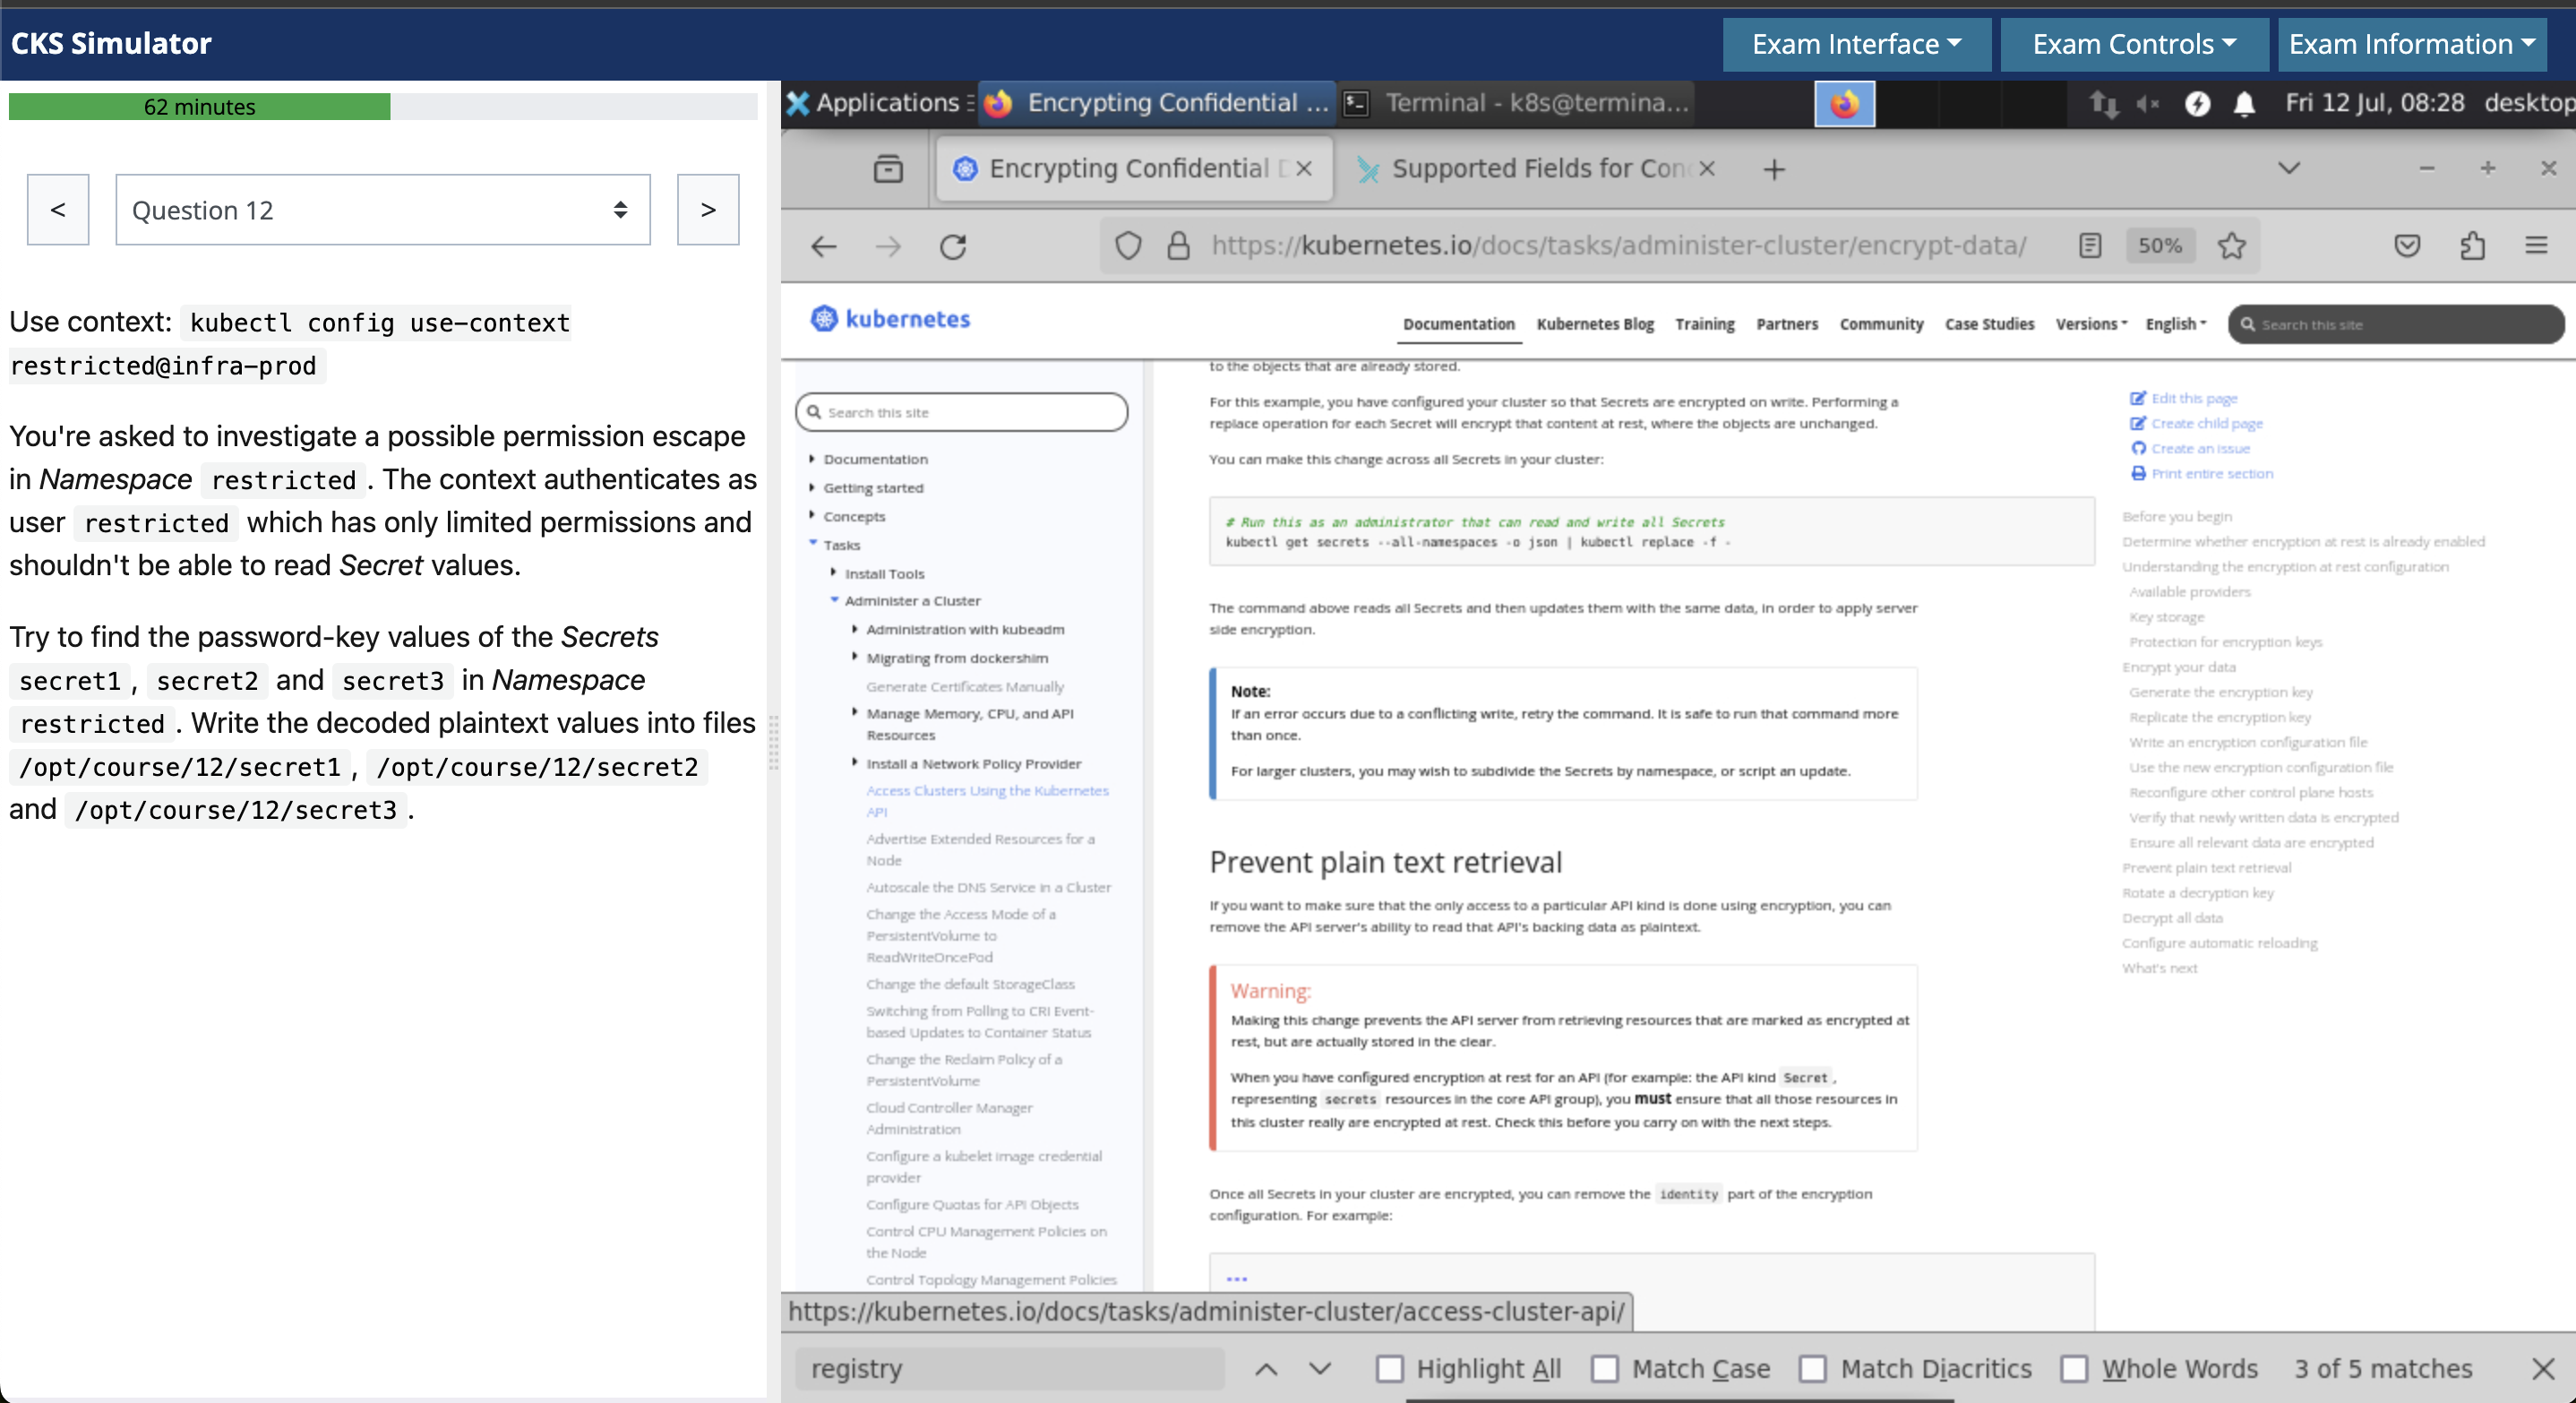 CKS Simulator
Exam Interface
Exam Controls
Exam Information
62 minutes
<
Question 12
>
Use context: kubectl config use-context
restricted@infra-prod
You're asked to investigate a possible permission escape
in Namespace restricted. The context authenticates as
user restricted which has only limited permissions and
shouldn't be able to read Secret values.
Try to find the password-key values of the Secrets
secret1, secret2 and secret3 in Namespace
restricted. Write the decoded plaintext values into files
/opt/course/12/secret1, /opt/course/12/secret2
and /opt/course/12/secret3.
Applications
Encrypting Confidential ...
Terminal - k8s@termina...
Fri 12 Jul, 08:28
desktop
Encrypting Confidential
Supported Fields for Con
https://kubernetes.io/docs/tasks/administer-cluster/encrypt-data/
50%
kubernetes
Documentation
Kubernetes Blog
Training
Partners
Community
Case Studies
Versions
English
Search this site
Search this site
Documentation
Getting started
Concepts
Tasks
Install Tools
Administer a Cluster
Administration with kubeadm
Migrating from dockershim
Generate Certificates Manually
Manage Memory, CPU, and API
Resources
Install a Network Policy Provider
Access Clusters Using the Kubernetes
API
Advertise Extended Resources for a
Node
Autoscale the DNS Service in a Cluster
Change the Access Mode of a
PersistentVolume to
ReadWriteOncePod
Change the default StorageClass
Switching from Polling to CRI Event-
based Updates to Container Status
Change the Reclaim Policy of a
PersistentVolume
Cloud Controller Manager
Administration
Configure a kubelet image credential
provider
Configure Quotas for API Objects
Control CPU Management Policies on
the Node
Control Topology Management Policies
to the objects that are already stored.
For this example, you have configured your cluster so that Secrets are encrypted on write. Performing a
replace operation for each Secret will encrypt that content at rest, where the objects are unchanged.
You can make this change across all Secrets in your cluster:
# Run this as an administrator that can read and write all Secrets
kubectl get secrets --all-namespaces -o json | kubectl replace -f -
The command above reads all Secrets and then updates them with the same data, in order to apply server
side encryption.
Note:
If an error occurs due to a conflicting write, retry the command. It is safe to run that command more
than once.
For larger clusters, you may wish to subdivide the Secrets by namespace, or script an update.
Prevent plain text retrieval
If you want to make sure that the only access to a particular API kind is done using encryption, you can
remove the API server's ability to read that API's backing data as plaintext.
Warning:
Making this change prevents the API server from retrieving resources that are marked as encrypted at
rest, but are actually stored in the clear.
When you have configured encryption at rest for an API (for example: the API kind Secret,
representing secrets resources in the core API group), you must ensure that all those resources in
this cluster really are encrypted at rest. Check this before you carry on with the next steps.
Once all Secrets in your cluster are encrypted, you can remove the identity part of the encryption
configuration. For example:
...
Edit this page
Create child page
Create an issue
Print entire section
Before you begin
Determine whether encryption at rest is already enabled
Understanding the encryption at rest configuration
Available providers
Key storage
Protection for encryption keys
Encrypt your data
Generate the encryption key
Replicate the encryption key
Write an encryption configuration file
Use the new encryption configuration file
Reconfigure other control plane hosts
Verify that newly written data is encrypted
Ensure all relevant data are encrypted
Prevent plain text retrieval
Rotate a decryption key
Decrypt all data
Configure automatic reloading
What's next
https://kubernetes.io/docs/tasks/administer-cluster/access-cluster-api/
registry
Highlight All
Match Case
Match Diacritics
Whole Words
3 of 5 matches